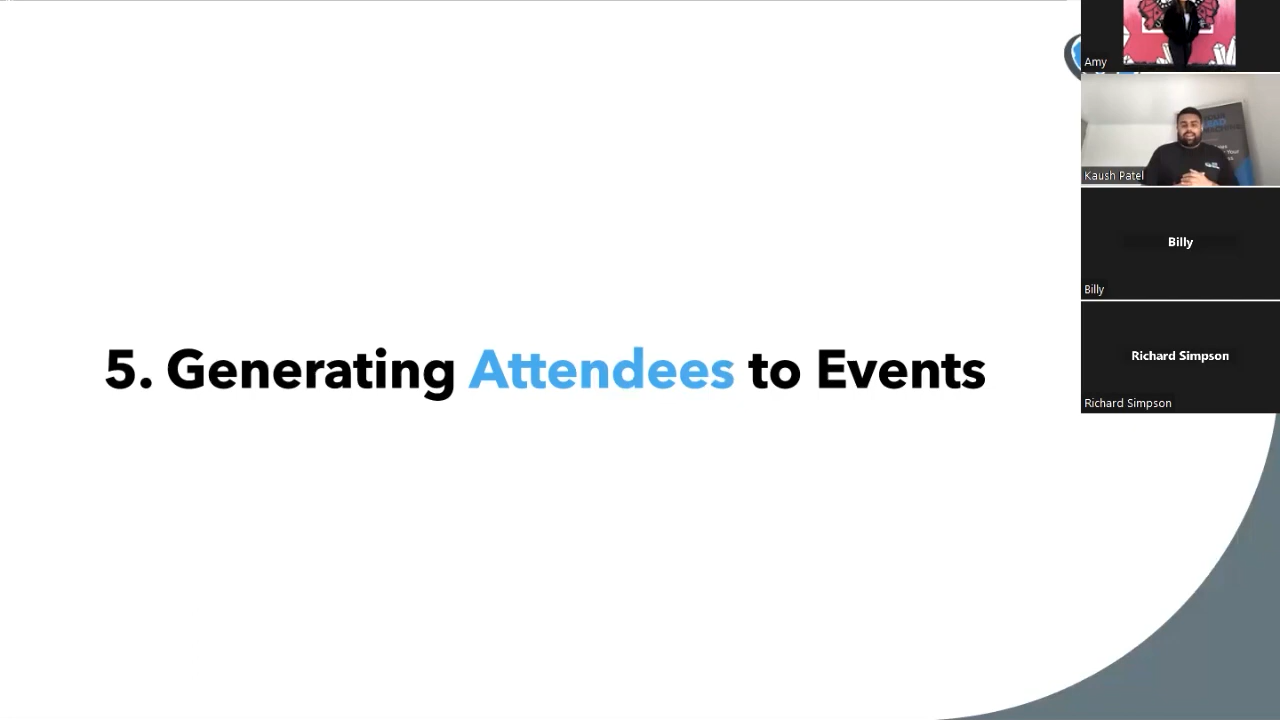 5. Generating Attendees to Events
Amy
Kaush Patel
Billy
Billy
Richard Simpson
Richard Simpson